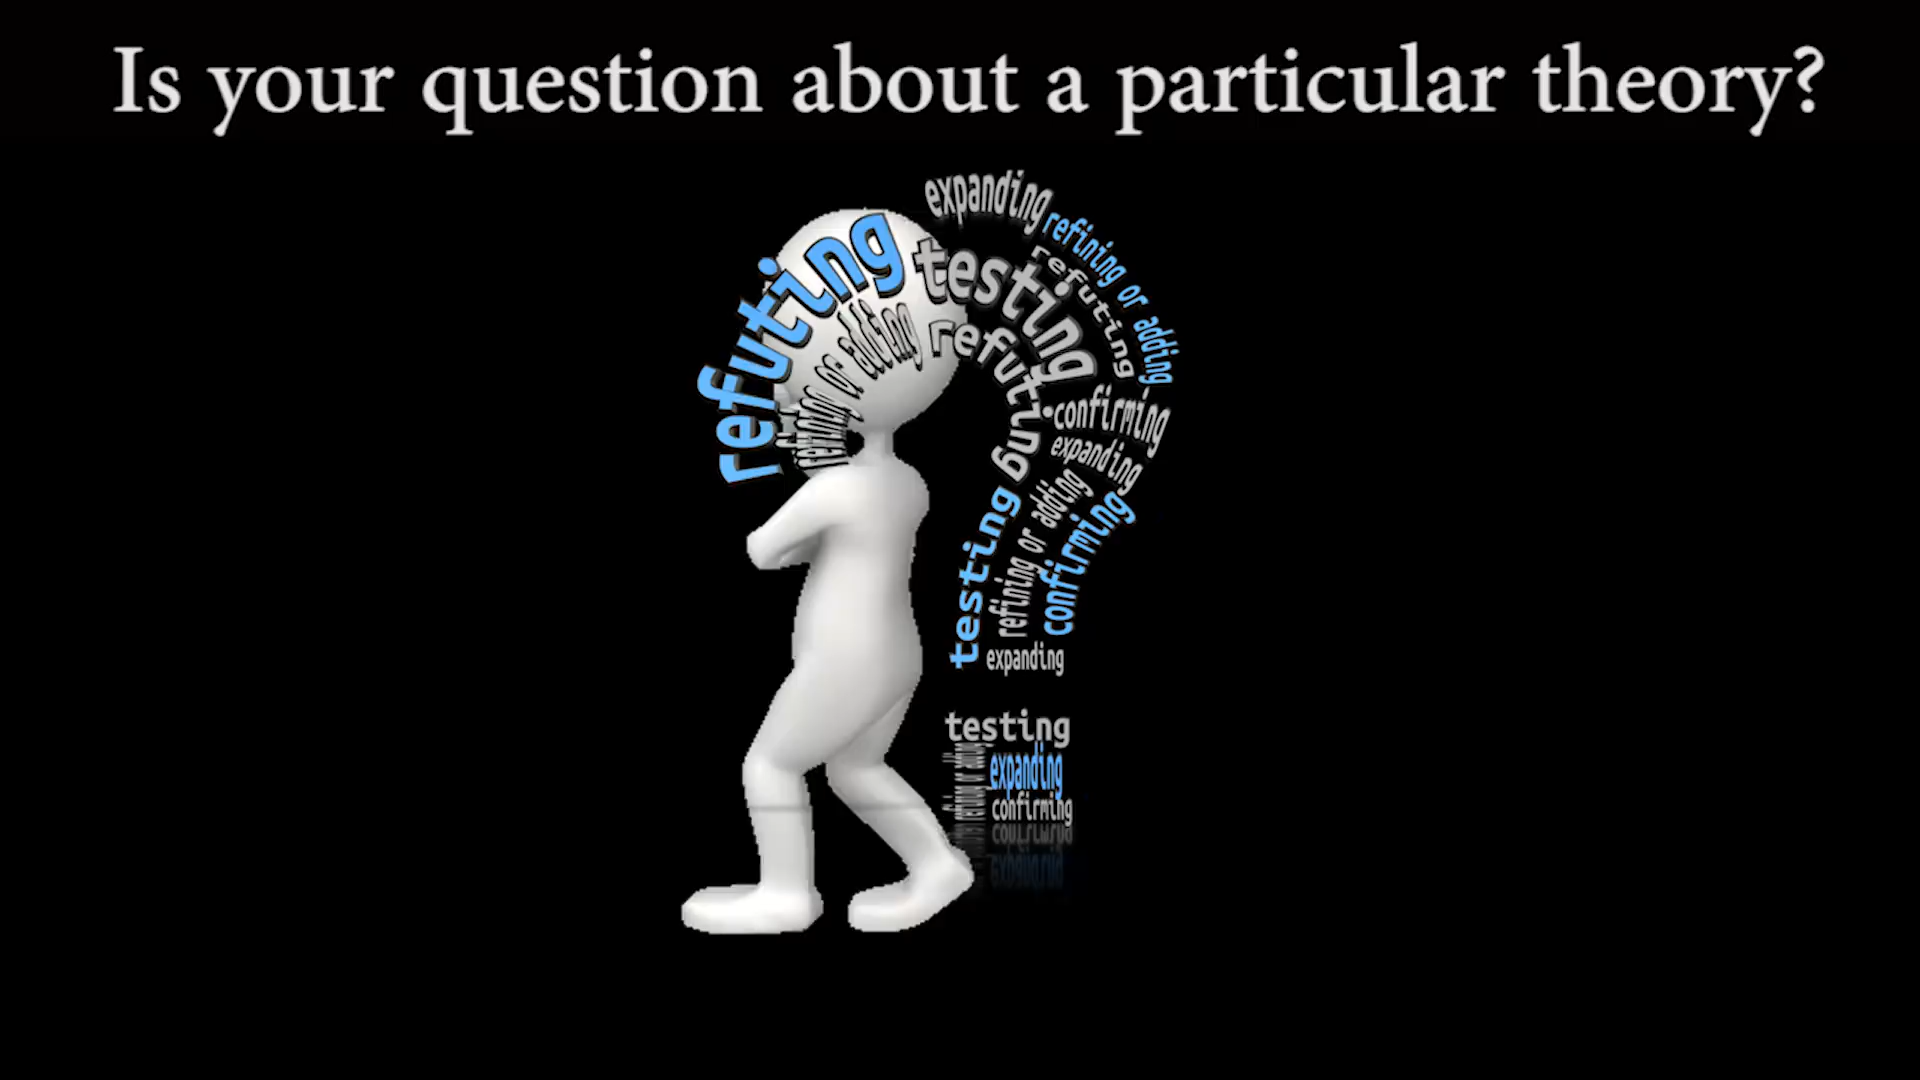 Is your question about a particular theory?
expanding
refining or adding
refuting
testing
refuting
refining or adding
refuting
confirming
expanding
refining or adding
confirming
testing
expanding
testing
refining or adding
expanding
confirming